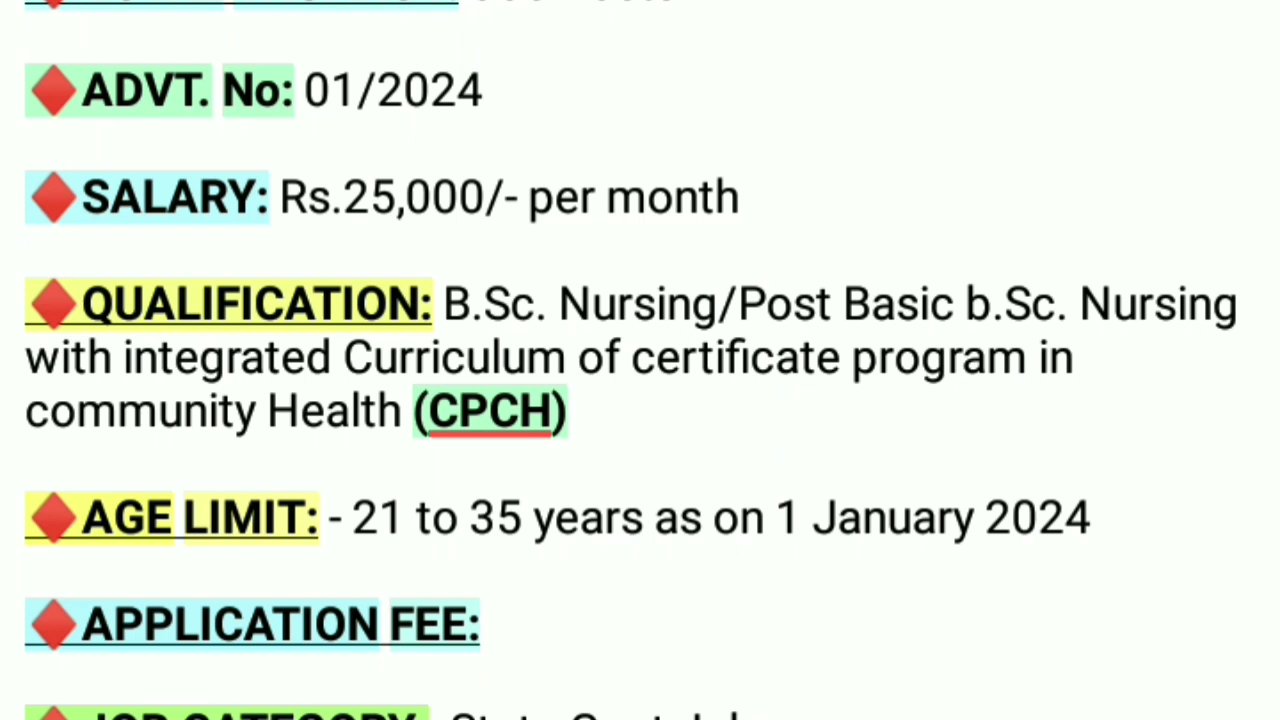 ♦ADVT. No: 01/2024
♦SALARY: Rs.25,000/- per month
♦QUALIFICATION: B.Sc. Nursing/Post Basic b.Sc. Nursing
with integrated Curriculum of certificate program in
community Health (CPCH)
♦AGE LIMIT: - 21 to 35 years as on 1 January 2024
♦APPLICATION FEE:
♦JOB CATEGORY: